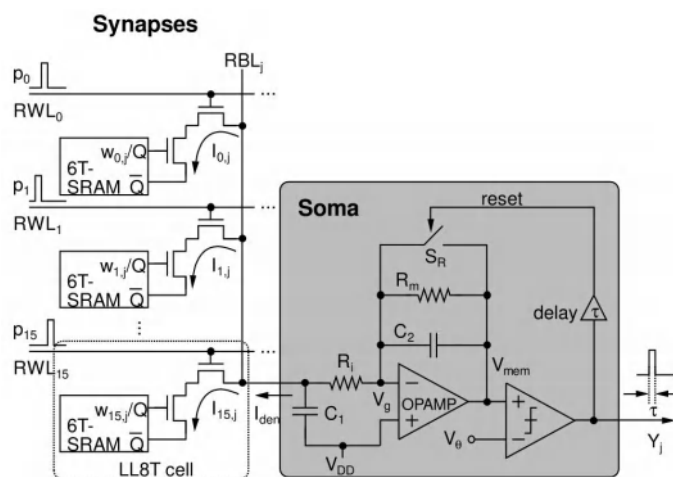 Synapses
RBLj
p0
RWL0
...
w0,j/Q
6T-
SRAM Q̅
I0,j
p1
RWL1
...
w1,j/Q
6T-
SRAM Q̅
I1,j
⋮
p15
RWL15
...
w15,j/Q
6T-
SRAM Q̅
I15,j
LL8T cell
Iden
Soma
reset
SR
Rm
C2
delay
τ
Ri
C1
Vg
−
+
OPAMP
VDD
Vmem
+
−
Vθ
τ
Yj